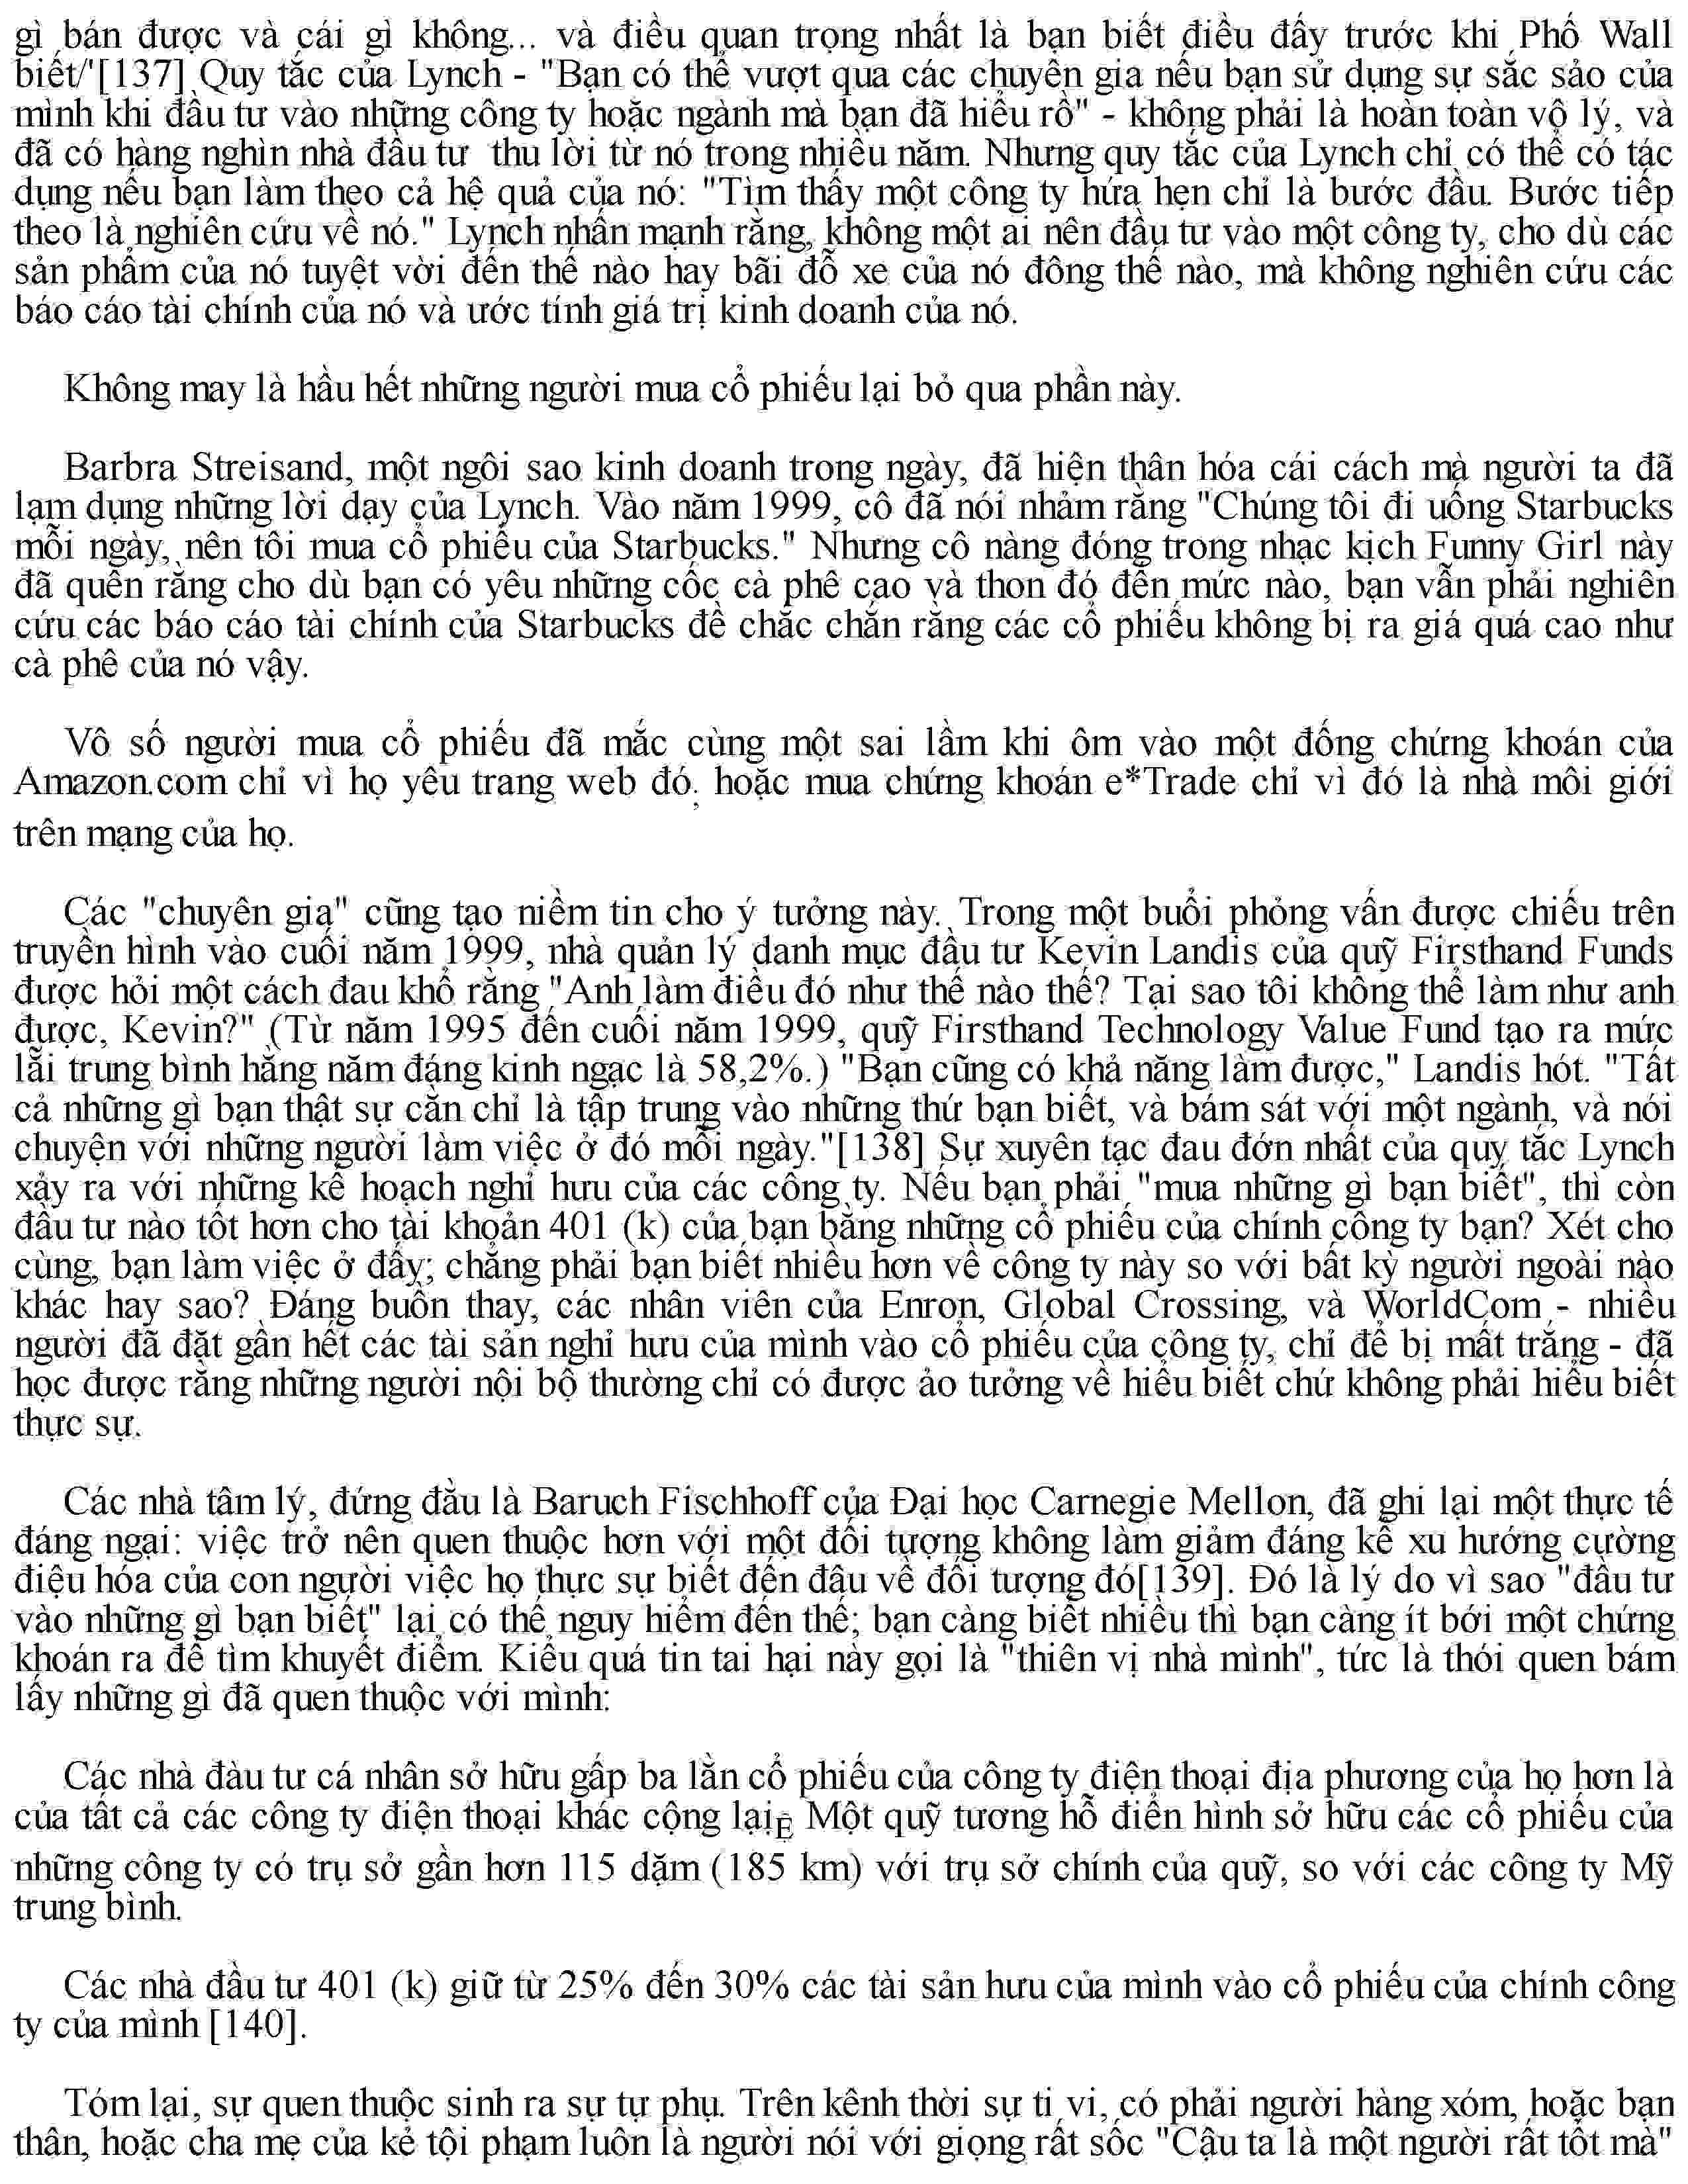 gì bán được và cái gì không... và điều quan trọng nhất là bạn biết điều đấy trước khi Phố Wall
biết/'[137] Quy tắc của Lynch - "Bạn có thể vượt qua các chuyên gia nếu bạn sử dụng sự sắc sảo của
mình khi đầu tư vào những công ty hoặc ngành mà bạn đã hiểu rõ" - không phải là hoàn toàn vô lý, và
đã có hàng nghìn nhà đầu tư thu lời từ nó trong nhiều năm. Nhưng quy tắc của Lynch chỉ có thể có tác
dụng nếu bạn làm theo cả hệ quả của nó: "Tìm thấy một công ty hứa hẹn chỉ là bước đầu. Bước tiếp
theo là nghiên cứu về nó." Lynch nhấn mạnh rằng, không một ai nên đầu tư vào một công ty, cho dù các
sản phẩm của nó tuyệt vời đến thế nào hay bãi đỗ xe của nó đông thế nào, mà không nghiên cứu các
báo cáo tài chính của nó và ước tính giá trị kinh doanh của nó.
Không may là hầu hết những người mua cổ phiếu lại bỏ qua phần này.
Barbra Streisand, một ngôi sao kinh doanh trong ngày, đã hiện thân hóa cái cách mà người ta đã
lạm dụng những lời dạy của Lynch. Vào năm 1999, cô đã nói nhảm rằng "Chúng tôi đi uống Starbucks
mỗi ngày, nên tôi mua cổ phiếu của Starbucks." Nhưng cô nàng đóng trong nhạc kịch Funny Girl này
đã quên rằng cho dù bạn có yêu những cốc cà phê cao và thon đó đến mức nào, bạn vẫn phải nghiên
cứu các báo cáo tài chính của Starbucks để chắc chắn rằng các cổ phiếu không bị ra giá quá cao như
cà phê của nó vậy.
Vô số người mua cổ phiếu đã mắc cùng một sai lầm khi ôm vào một đống chứng khoán của
Amazon.com chỉ vì họ yêu trang web đó; hoặc mua chứng khoán e*Trade chỉ vì đó là nhà môi giới
trên mạng của họ.
Các "chuyên gia" cũng tạo niềm tin cho ý tưởng này. Trong một buổi phỏng vấn được chiếu trên
truyền hình vào cuối năm 1999, nhà quản lý danh mục đầu tư Kevin Landis của quỹ Firsthand Funds
được hỏi một cách đau khổ rằng "Anh làm điều đó như thế nào thế? Tại sao tôi không thể làm như anh
được, Kevin?" (Từ năm 1995 đến cuối năm 1999, quỹ Firsthand Technology Value Fund tạo ra mức
lãi trung bình hằng năm đáng kinh ngạc là 58,2%.) "Bạn cũng có khả năng làm được," Landis hót. "Tất
cả những gì bạn thật sự cần chỉ là tập trung vào những thứ bạn biết, và bám sát với một ngành, và nói
chuyện với những người làm việc ở đó mỗi ngày."[138] Sự xuyên tạc đau đớn nhất của quy tắc Lynch
xảy ra với những kế hoạch nghỉ hưu của các công ty. Nếu bạn phải "mua những gì bạn biết", thì còn
đầu tư nào tốt hơn cho tài khoản 401 (k) của bạn bằng những cổ phiếu của chính công ty bạn? Xét cho
cùng, bạn làm việc ở đấy; chẳng phải bạn biết nhiều hơn về công ty này so với bất kỳ người ngoài nào
khác hay sao? Đáng buồn thay, các nhân viên của Enron, Global Crossing, và WorldCom - nhiều
người đã đặt gần hết các tài sản nghỉ hưu của mình vào cổ phiếu của công ty, chỉ để bị mất trắng - đã
học được rằng những người nội bộ thường chỉ có được ảo tưởng về hiểu biết chứ không phải hiểu biết
thực sự.
Các nhà tâm lý, đứng đầu là Baruch Fischhoff của Đại học Carnegie Mellon, đã ghi lại một thực tế
đáng ngại: việc trở nên quen thuộc hơn với một đối tượng không làm giảm đáng kể xu hướng cường
điệu hóa của con người việc họ thực sự biết đến đâu về đối tượng đó[139]. Đó là lý do vì sao "đầu tư
vào những gì bạn biết" lại có thể nguy hiểm đến thế; bạn càng biết nhiều thì bạn càng ít bới một chứng
khoán ra để tìm khuyết điểm. Kiểu quá tin tai hại này gọi là "thiên vị nhà mình", tức là thói quen bám
lấy những gì đã quen thuộc với mình:
Các nhà đàu tư cá nhân sở hữu gấp ba lần cổ phiếu của công ty điện thoại địa phương của họ hơn là
của tất cả các công ty điện thoại khác cộng lạiẸ Một quỹ tương hỗ điển hình sở hữu các cổ phiếu của
những công ty có trụ sở gần hơn 115 dặm (185 km) với trụ sở chính của quỹ, so với các công ty Mỹ
trung bình.
Các nhà đầu tư 401 (k) giữ từ 25% đến 30% các tài sản hưu của mình vào cổ phiếu của chính công
ty của mình [140].
Tóm lại, sự quen thuộc sinh ra sự tự phụ. Trên kênh thời sự ti vi, có phải người hàng xóm, hoặc bạn
thân, hoặc cha mẹ của kẻ tội phạm luôn là người nói với giọng rất sốc "Cậu ta là một người rất tốt mà"